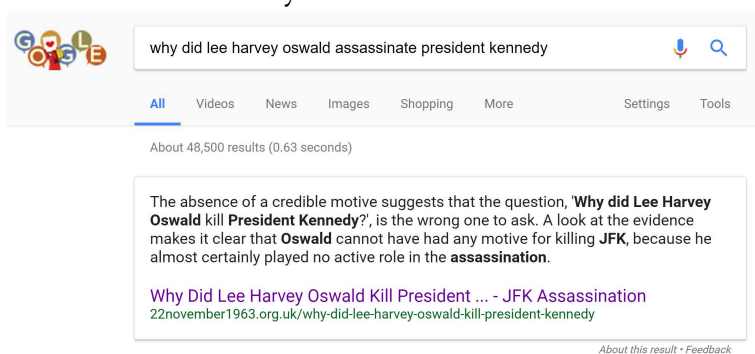 GOOGLE
why did lee harvey oswald assassinate president kennedy
All Videos News Images Shopping More Settings Tools
About 48,500 results (0.63 seconds)
The absence of a credible motive suggests that the question, 'Why did Lee Harvey
Oswald kill President Kennedy?', is the wrong one to ask. A look at the evidence
makes it clear that Oswald cannot have had any motive for killing JFK, because he
almost certainly played no active role in the assassination.
Why Did Lee Harvey Oswald Kill President ... - JFK Assassination
22november1963.org.uk/why-did-lee-harvey-oswald-kill-president-kennedy
About this result • Feedback